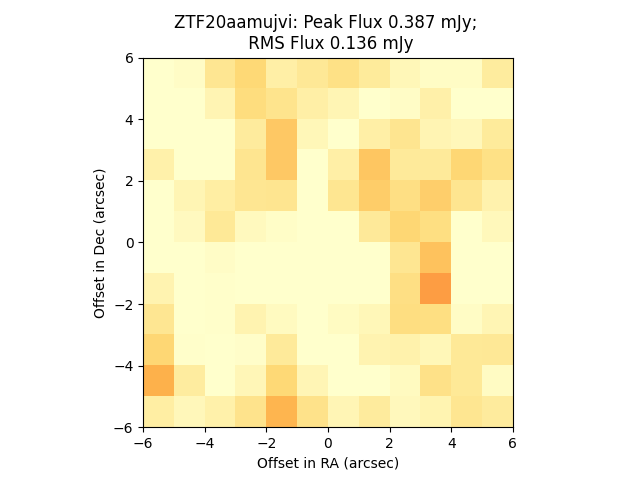 ZTF20aamujvi: Peak Flux 0.387 mJy;
RMS Flux 0.136 mJy
6
4
2
0
−2
−4
−6
Offset in Dec (arcsec)
−6 −4 −2 0 2 4 6
Offset in RA (arcsec)